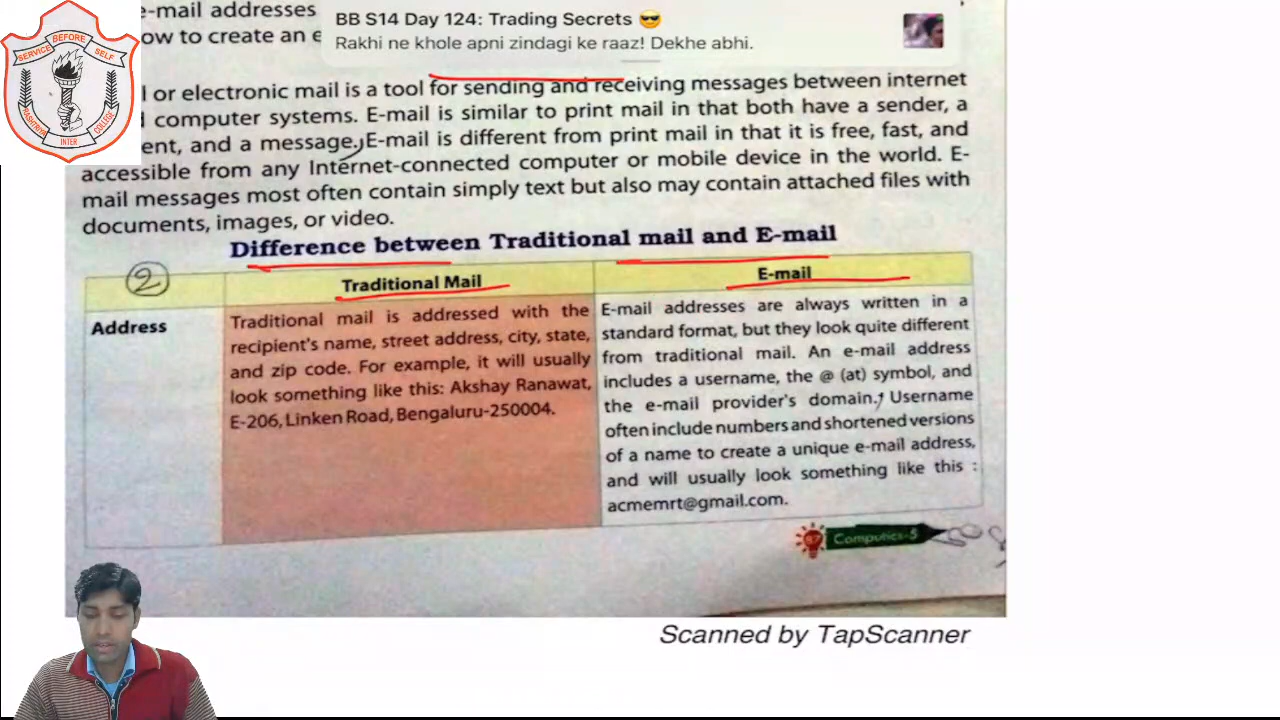 e-mail addresses
ow to create an e
BB S14 Day 124: Trading Secrets 😎
Rakhi ne khole apni zindagi ke raaz! Dekhe abhi.
SERVICE BEFORE SELF
RASHTRIYA INTER COLLEGE
l or electronic mail is a tool for sending and receiving messages between internet
computer systems. E-mail is similar to print mail in that both have a sender, a
ent, and a message. E-mail is different from print mail in that it is free, fast, and
accessible from any Internet-connected computer or mobile device in the world. E-
mail messages most often contain simply text but also may contain attached files with
documents, images, or video.
Difference between Traditional mail and E-mail
2
Traditional Mail
E-mail
Address
Traditional mail is addressed with the
recipient's name, street address, city, state,
and zip code. For example, it will usually
look something like this: Akshay Ranawat,
E-206, Linken Road, Bengaluru-250004.
E-mail addresses are always written in a
standard format, but they look quite different
from traditional mail. An e-mail address
includes a username, the @ (at) symbol, and
the e-mail provider's domain. Username
often include numbers and shortened versions
of a name to create a unique e-mail address,
and will usually look something like this :
acmemrt@gmail.com.
87 Computics-5
Scanned by TapScanner